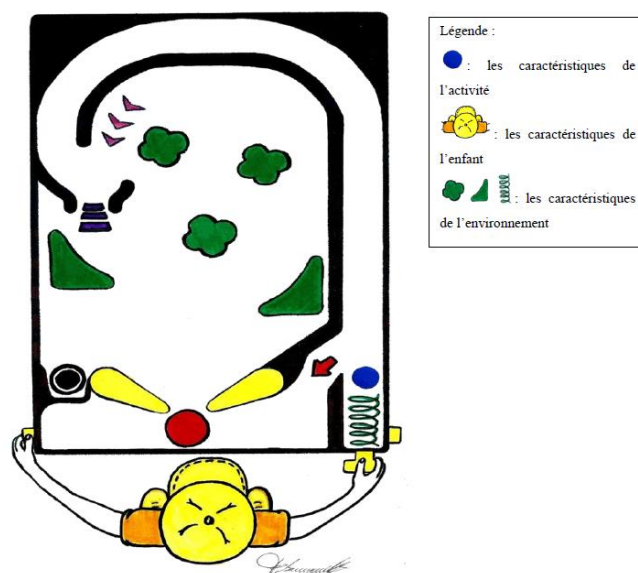 Légende :
: les caractéristiques de
l'activité
: les caractéristiques de
l'enfant
: les caractéristiques
de l'environnement